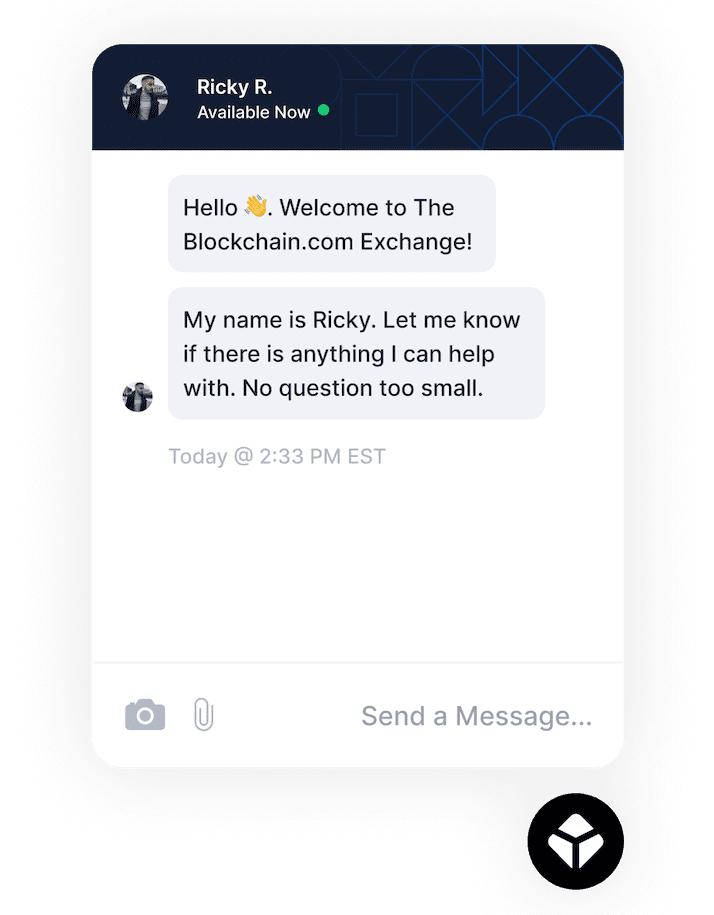 Ricky R.
Available Now
Hello 👋. Welcome to The
Blockchain.com Exchange!
My name is Ricky. Let me know
if there is anything I can help
with. No question too small.
Today @ 2:33 PM EST
Send a Message...